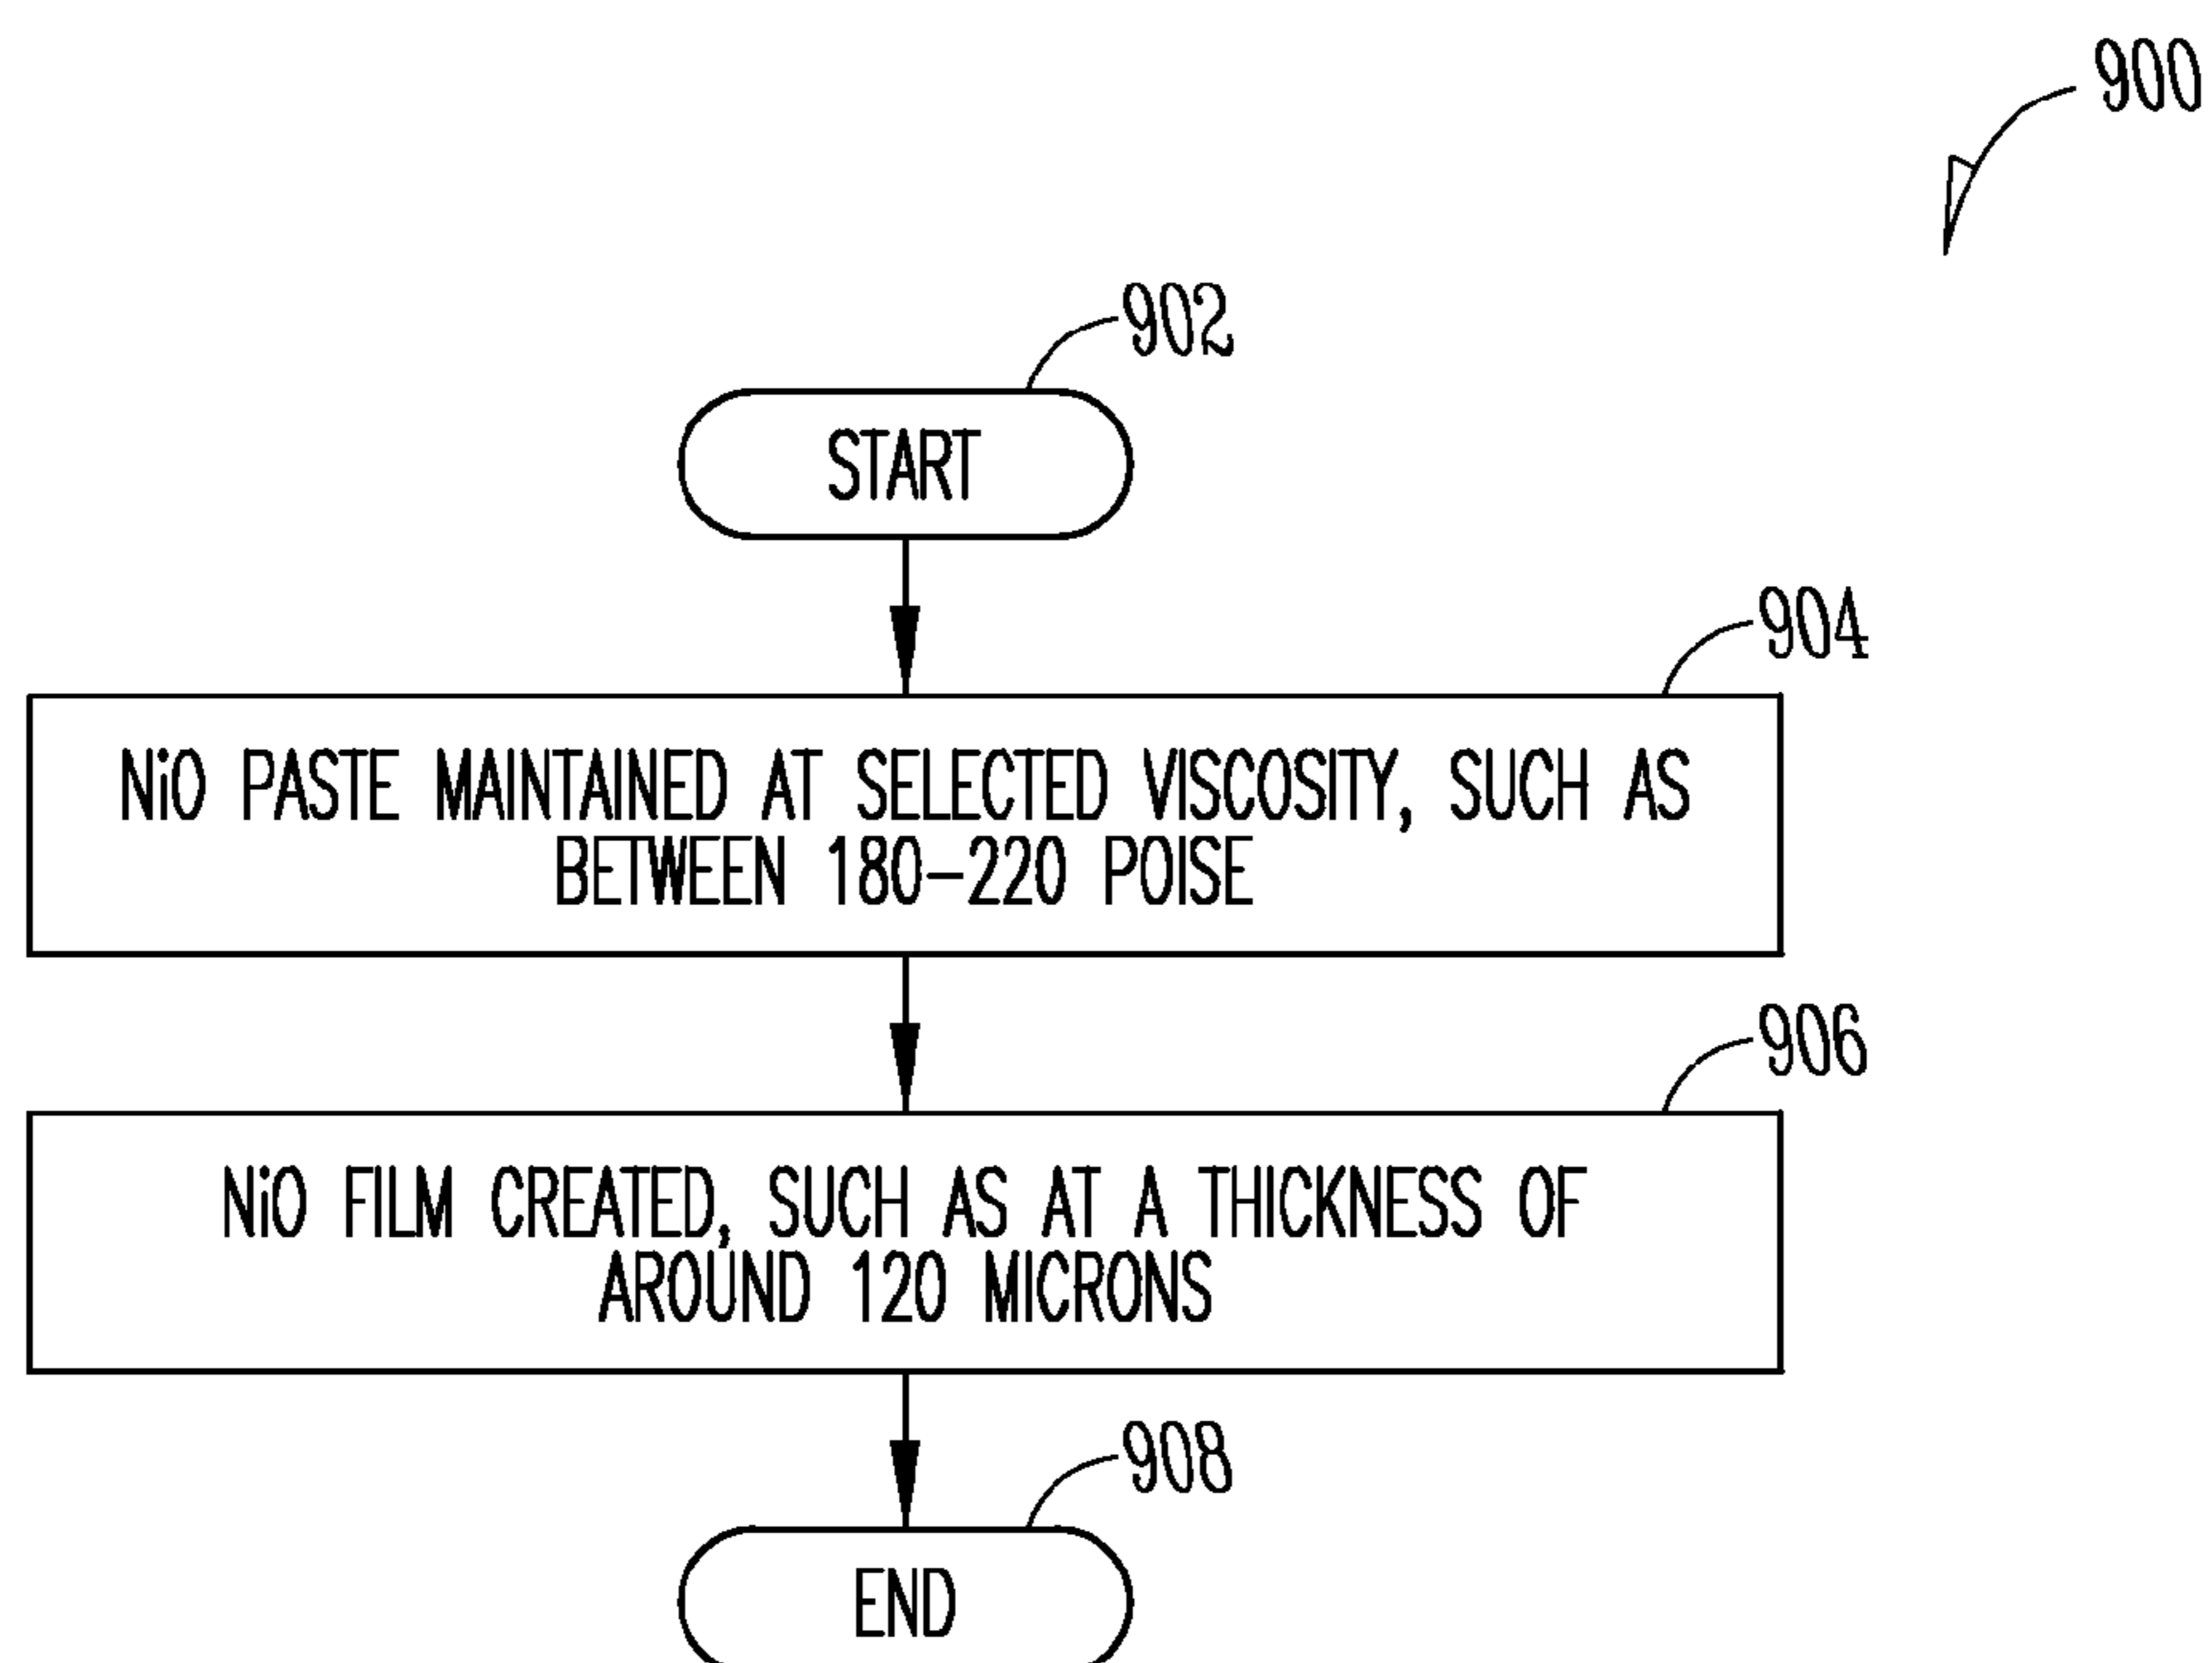 900
902
START
904
NiO PASTE MAINTAINED AT SELECTED VISCOSITY, SUCH AS
BETWEEN 180-220 POISE
906
NiO FILM CREATED, SUCH AS AT A THICKNESS OF
AROUND 120 MICRONS
908
END